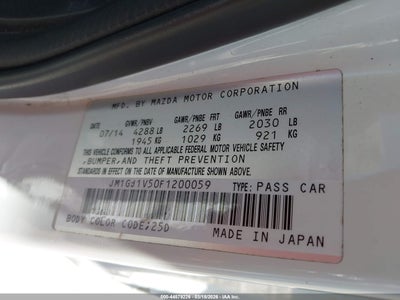 MFD. BY MAZDA MOTOR CORPORATION
07/14 GVWR/PNBV GAWR/PNBE FRT GAWR/PNBE RR
4288 LB 2269 LB 2030 LB
1945 KG 1029 KG 921 KG
THIS VEHICLE CONFORMS TO ALL APPLICABLE FEDERAL MOTOR VEHICLE SAFETY
,BUMPER,AND THEFT PREVENTION
STANDARDS IN EFFECT ON THE DATE OF MANUFACTURE SHOWN ABOVE.
JM1GJ1V50F1200059 TYPE: PASS CAR
BODY COLOR CODE:25D
MADE IN JAPAN